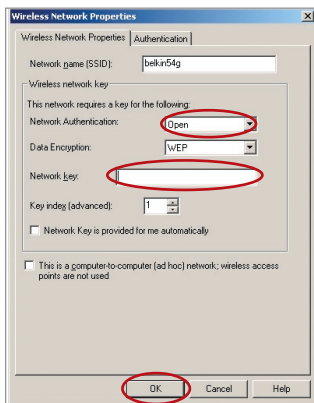 Wireless Network Properties
Wireless Network Properties Authentication
Network name (SSID): belkin54g
Wireless network key
This network requires a key for the following:
Network Authentication: Open
Data Encryption: WEP
Network key:
Key index (advanced): 1
Network Key is provided for me automatically
This is a computer-to-computer (ad hoc) network; wireless access
points are not used
OK Cancel Help